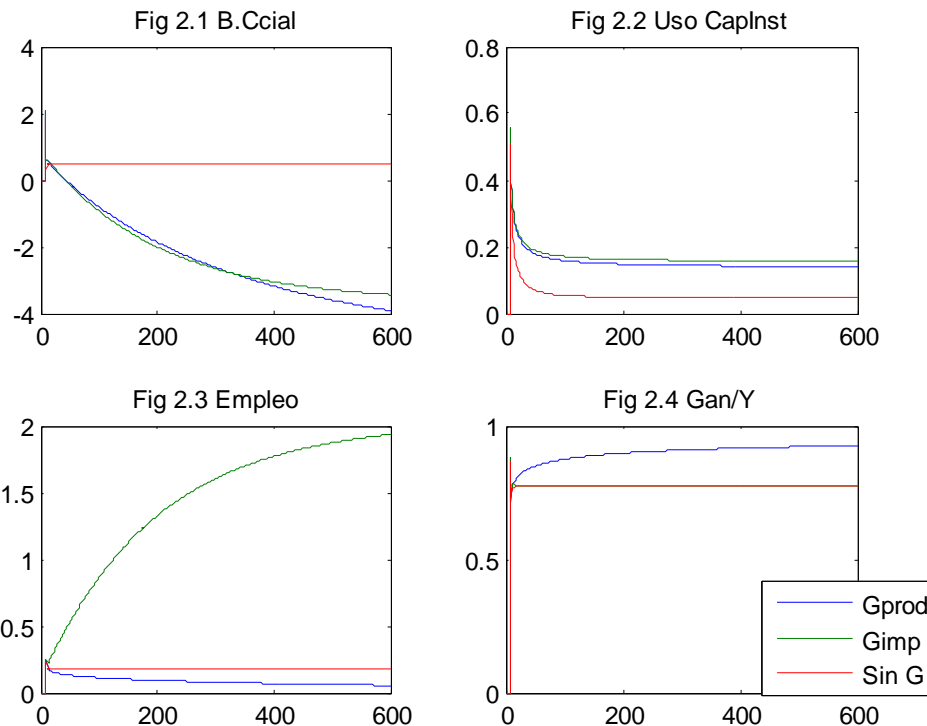 Fig 2.1 B.Ccial
4
2
0
-2
-4
0 200 400 600
Fig 2.2 Uso CapInst
0.8
0.6
0.4
0.2
0
0 200 400 600
Fig 2.3 Empleo
2
1.5
1
0.5
0
0 200 400 600
Fig 2.4 Gan/Y
1
0.5
0
0 200 400 600
Gprod
Gimp
Sin G